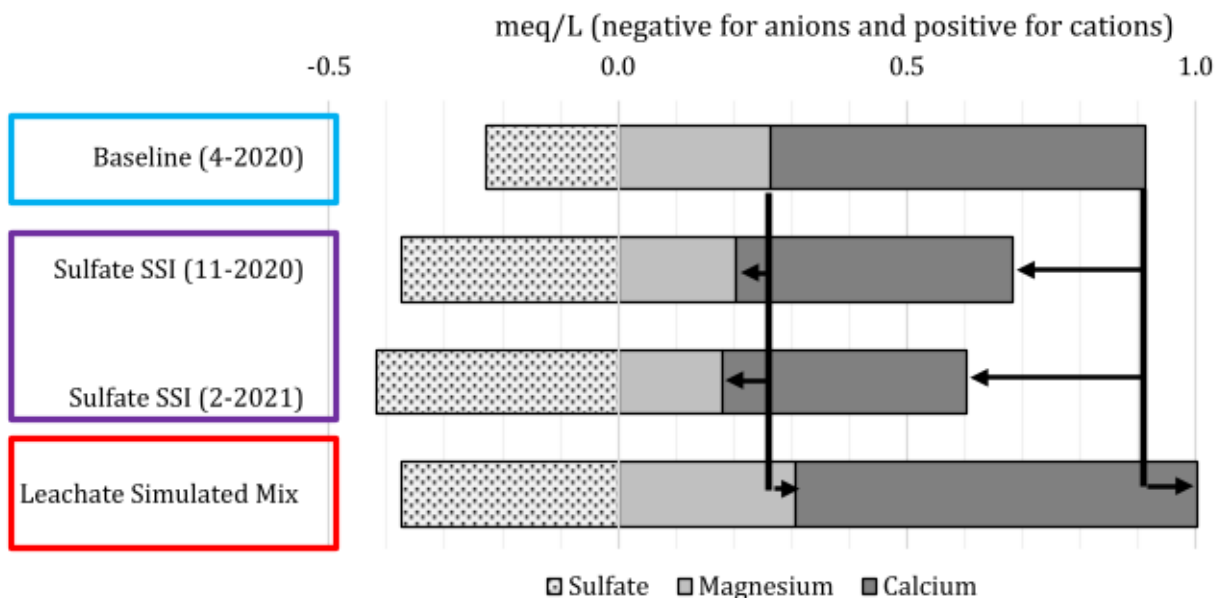 meq/L (negative for anions and positive for cations)
-0.5 0.0 0.5 1.0
Baseline (4-2020)
Sulfate SSI (11-2020)
Sulfate SSI (2-2021)
Leachate Simulated Mix
Sulfate Magnesium Calcium